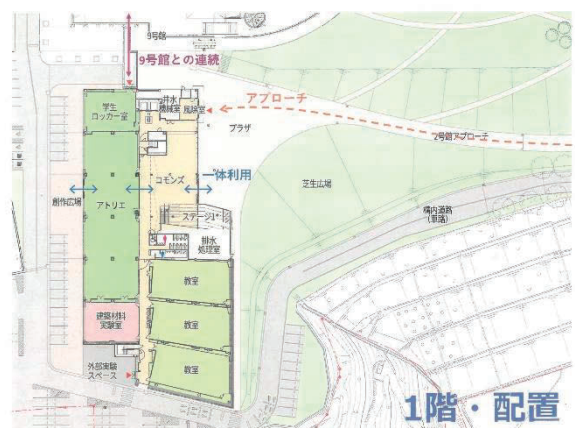 9号館
9号館との連続
学生
ロッカー室
排水
機械室
風除室
アプローチ
プラザ
2号館アプローチ
一体利用
コモンズ
創作広場
アトリエ
芝生広場
構内道路
(車路)
ステージ
排水
処理室
教室
教室
教室
建築材料
実験室
外部実験
スペース
1階・配置